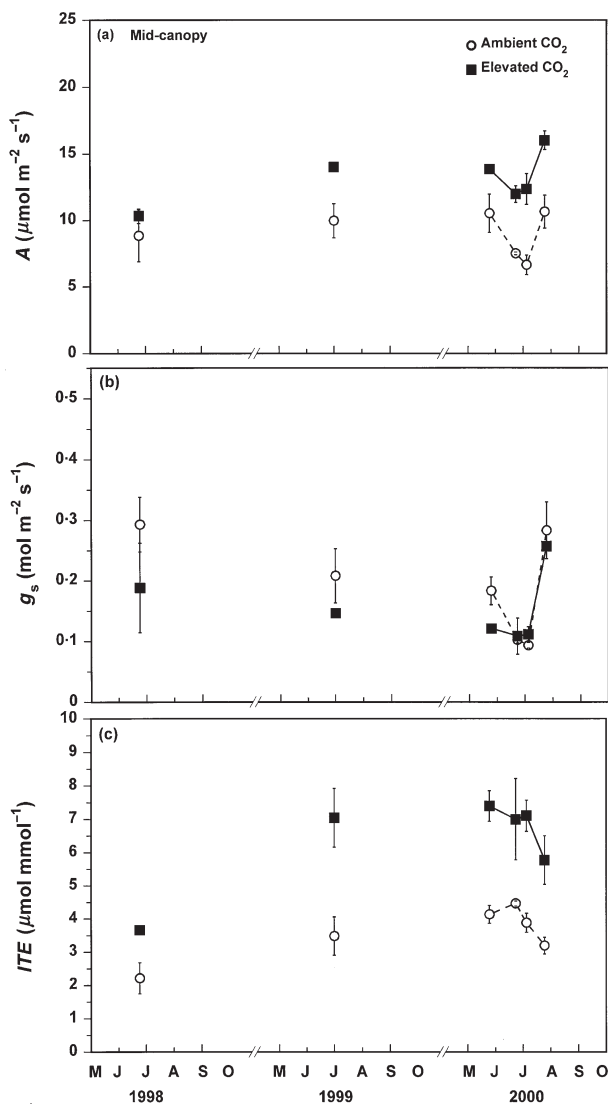 (a) Mid-canopy
Ambient CO₂
Elevated CO₂
25
20
15
10
5
0
A (μmol m⁻² s⁻¹)
(b)
0·5
0·4
0·3
0·2
0·1
0
gₛ (mol m⁻² s⁻¹)
(c)
10
9
8
7
6
5
4
3
2
1
0
ITE (μmol mmol⁻¹)
M J J A S O M J J A S O M J J A S O
1998 1999 2000